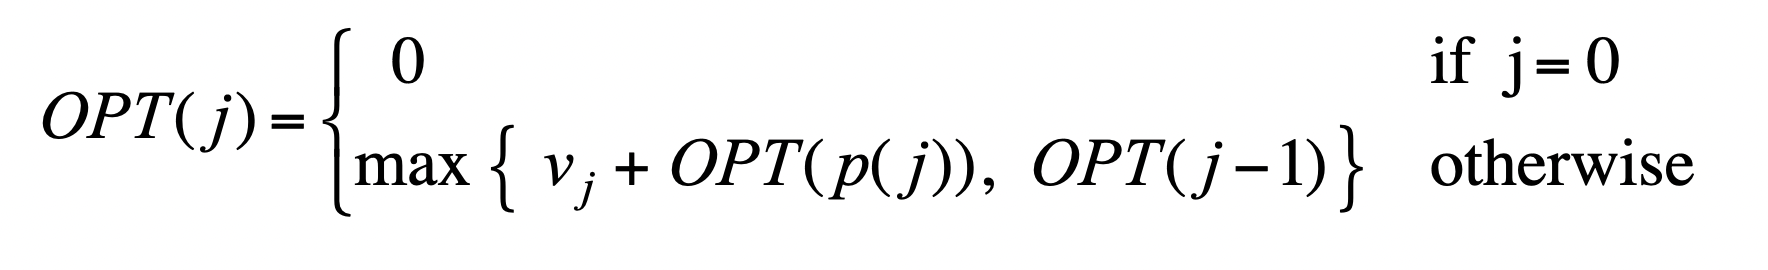 OPT(j) = { 0 if j = 0
max { v_j + OPT(p(j)), OPT(j − 1) } otherwise